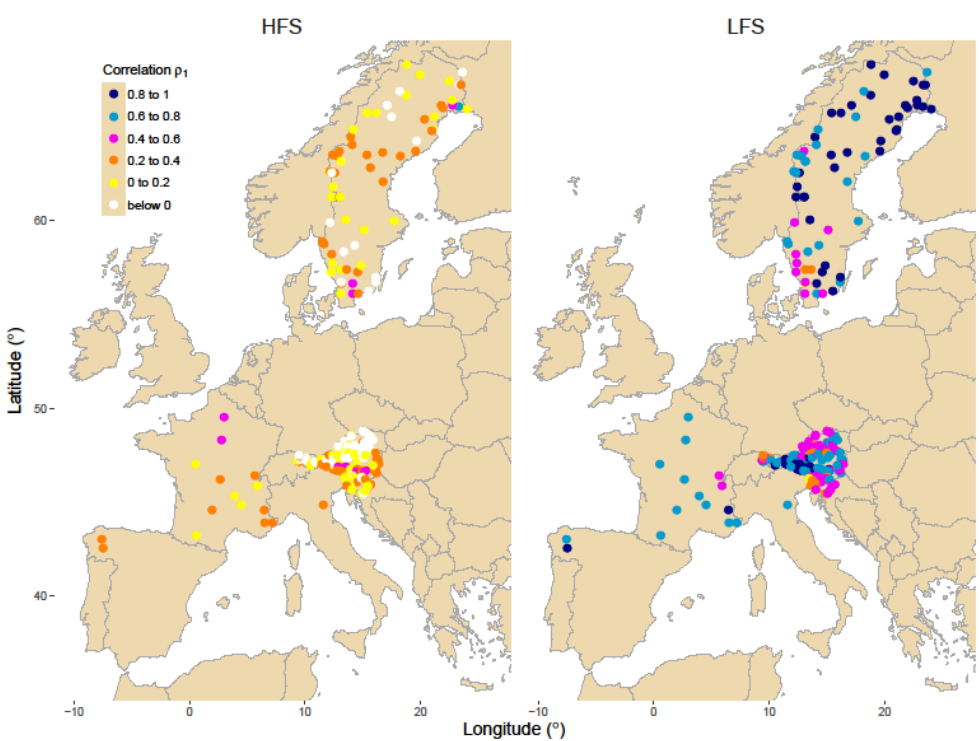 HFS
LFS
Correlation ρ1
0.8 to 1
0.6 to 0.8
0.4 to 0.6
0.2 to 0.4
0 to 0.2
below 0
Latitude (°)
60
50
40
−10
0
10
20
−10
0
10
20
Longitude (°)